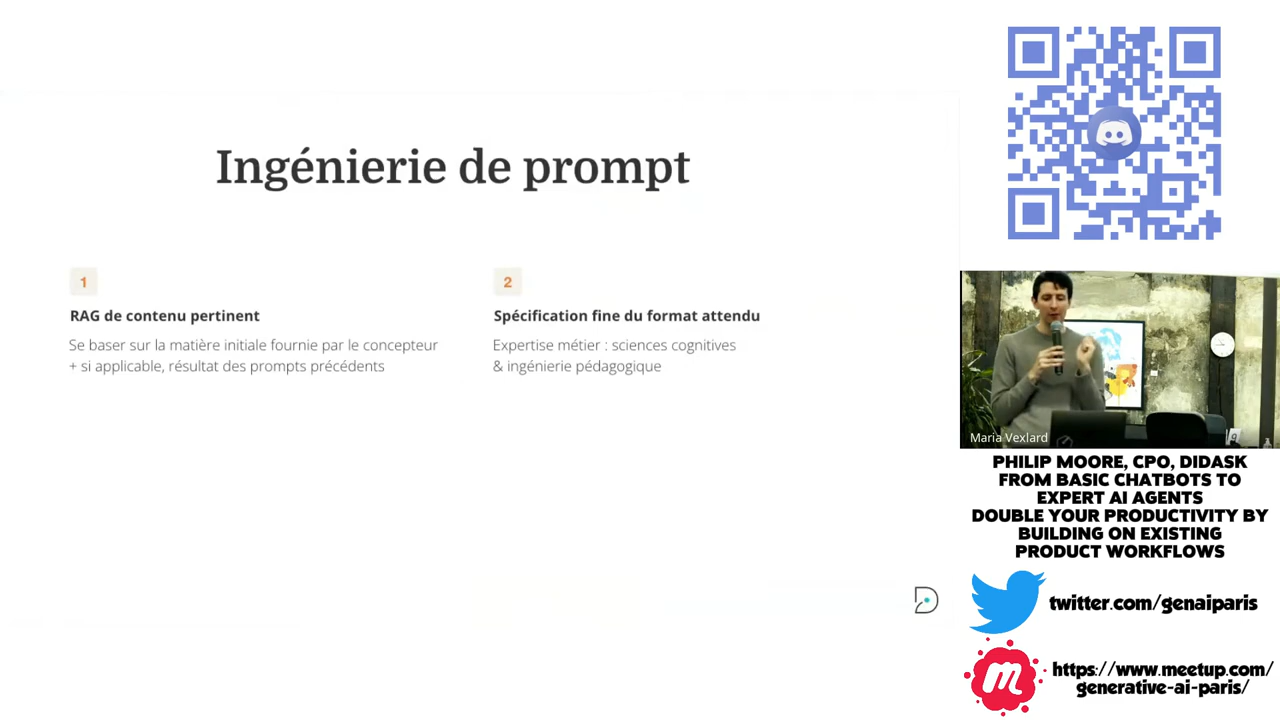 Ingénierie de prompt
1
RAG de contenu pertinent
Se baser sur la matière initiale fournie par le concepteur
+ si applicable, résultat des prompts précédents
2
Spécification fine du format attendu
Expertise métier : sciences cognitives
& ingénierie pédagogique
Maria Vexlard
PHILIP MOORE, CPO, DIDASK
FROM BASIC CHATBOTS TO
EXPERT AI AGENTS
DOUBLE YOUR PRODUCTIVITY BY
BUILDING ON EXISTING
PRODUCT WORKFLOWS
twitter.com/genaiparis
https://www.meetup.com/
generative-ai-paris/